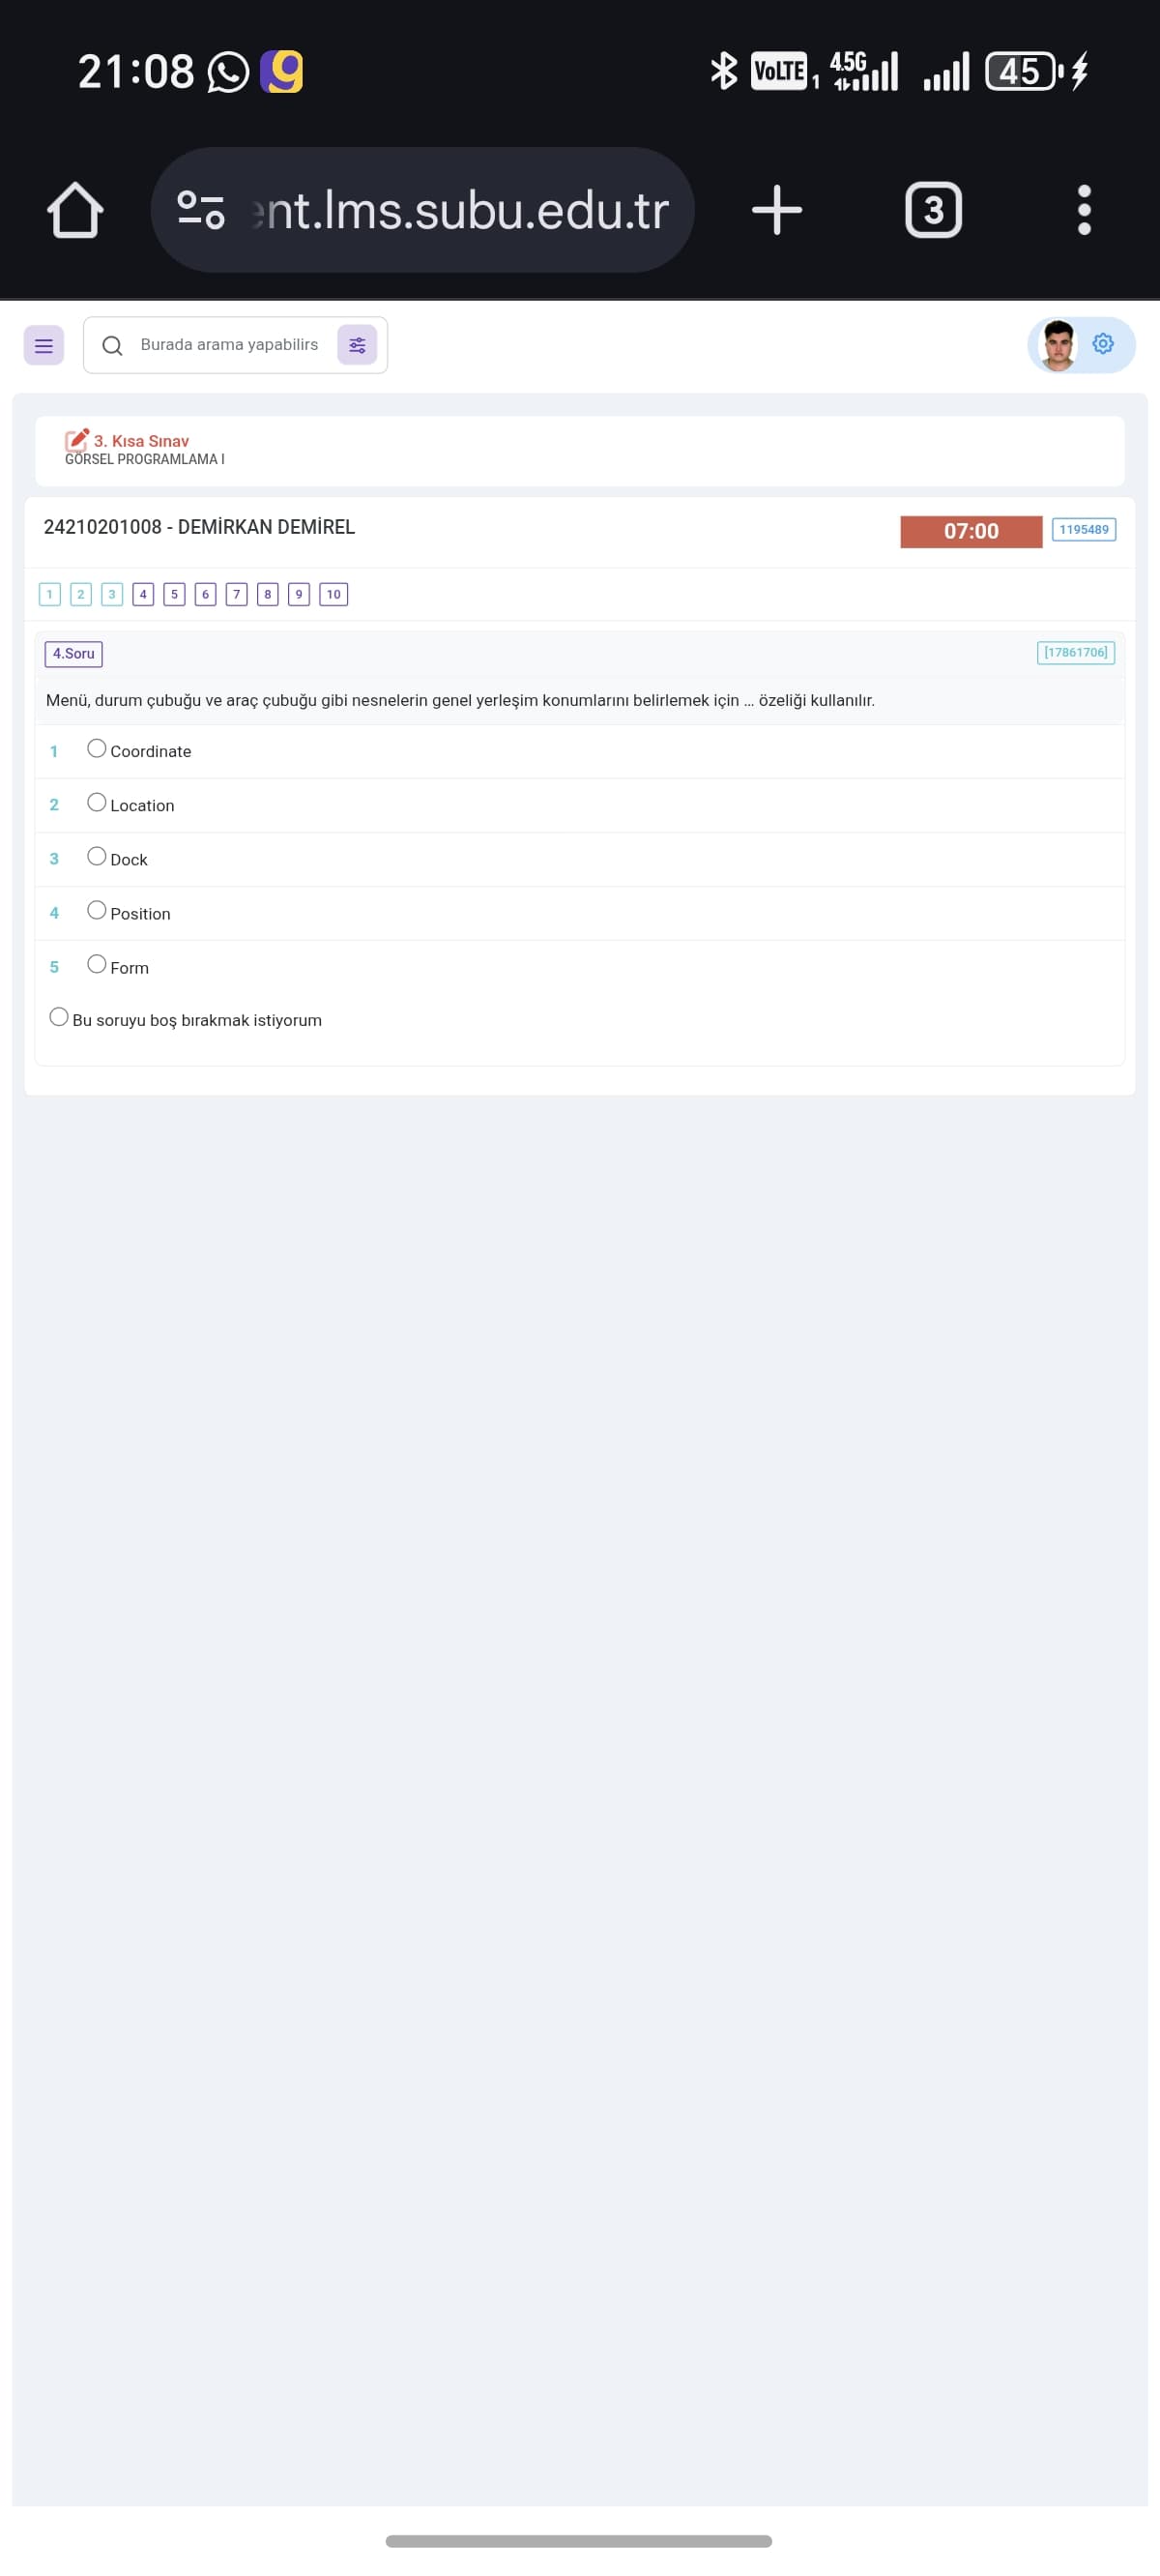 21:08
VoLTE 1 4.5G 45
ent.lms.subu.edu.tr
3
Burada arama yapabilirs
3. Kısa Sınav
GÖRSEL PROGRAMLAMA I
24210201008 - DEMİRKAN DEMİREL
07:00
1195489
1 2 3 4 5 6 7 8 9 10
4.Soru
[17861706]
Menü, durum çubuğu ve araç çubuğu gibi nesnelerin genel yerleşim konumlarını belirlemek için ... özeliği kullanılır.
1 Coordinate
2 Location
3 Dock
4 Position
5 Form
Bu soruyu boş bırakmak istiyorum